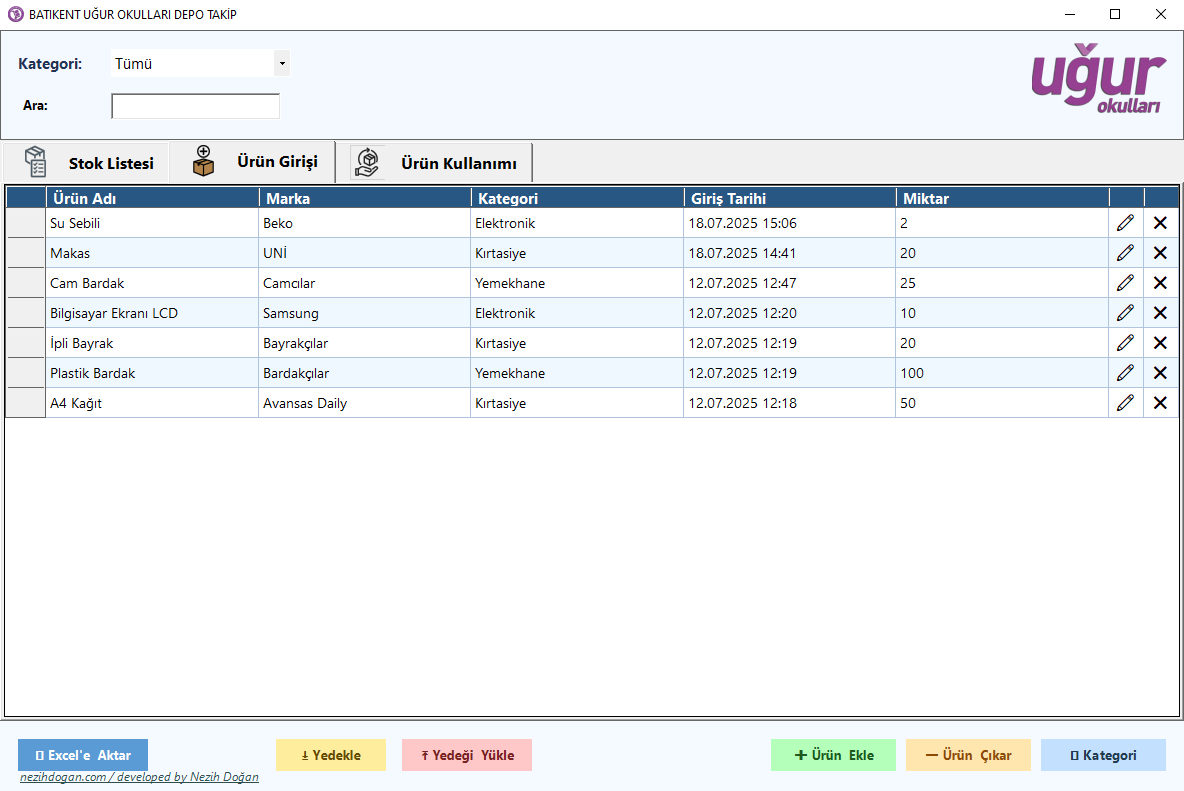 BATIKENT UĞUR OKULLARI DEPO TAKİP
Kategori: Tümü
Ara:
uğur
okulları
Stok Listesi Ürün Girişi Ürün Kullanımı
Ürün Adı Marka Kategori Giriş Tarihi Miktar
Su Sebili Beko Elektronik 18.07.2025 15:06 2
Makas UNİ Kırtasiye 18.07.2025 14:41 20
Cam Bardak Camcılar Yemekhane 12.07.2025 12:47 25
Bilgisayar Ekranı LCD Samsung Elektronik 12.07.2025 12:20 10
İpli Bayrak Bayrakçılar Kırtasiye 12.07.2025 12:19 20
Plastik Bardak Bardakçılar Yemekhane 12.07.2025 12:19 100
A4 Kağıt Avansas Daily Kırtasiye 12.07.2025 12:18 50
Excel'e Aktar Yedekle Yedeği Yükle Ürün Ekle Ürün Çıkar Kategori
nezihdogan.com / developed by Nezih Doğan